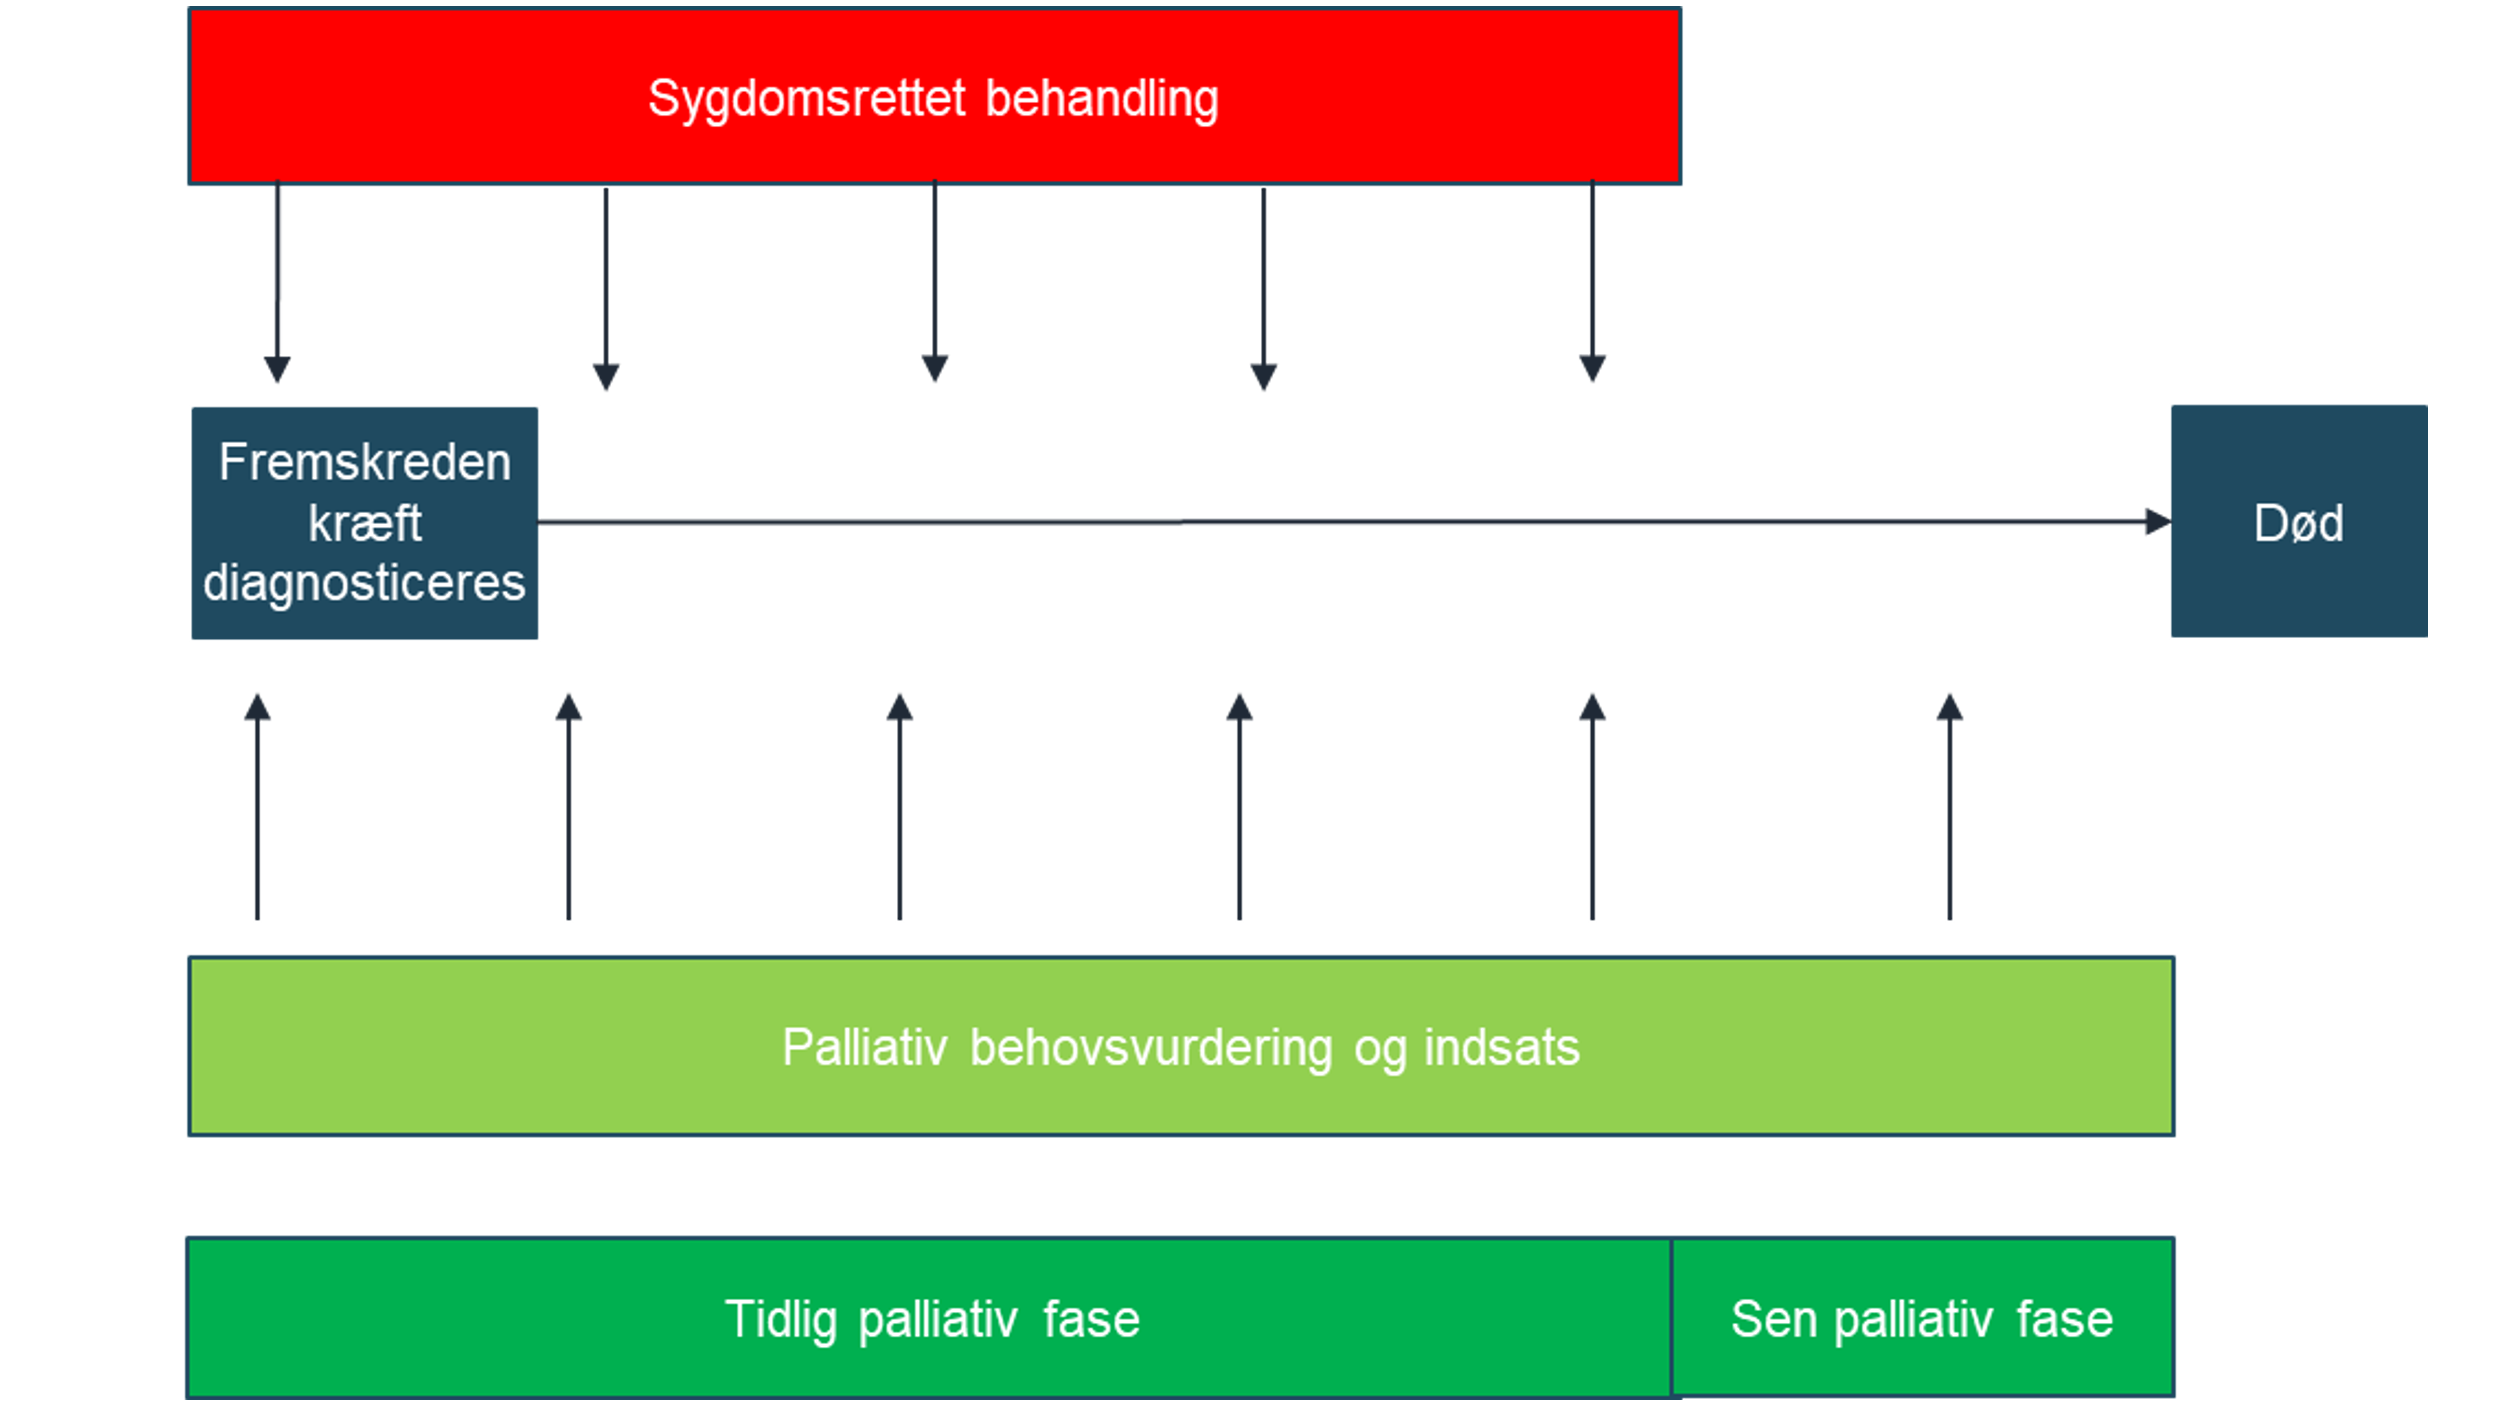 Sygdomsrettet behandling
Fremskreden
kræft
diagnosticeres
Død
Palliativ behovsvurdering og indsats
Tidlig palliativ fase
Sen palliativ fase